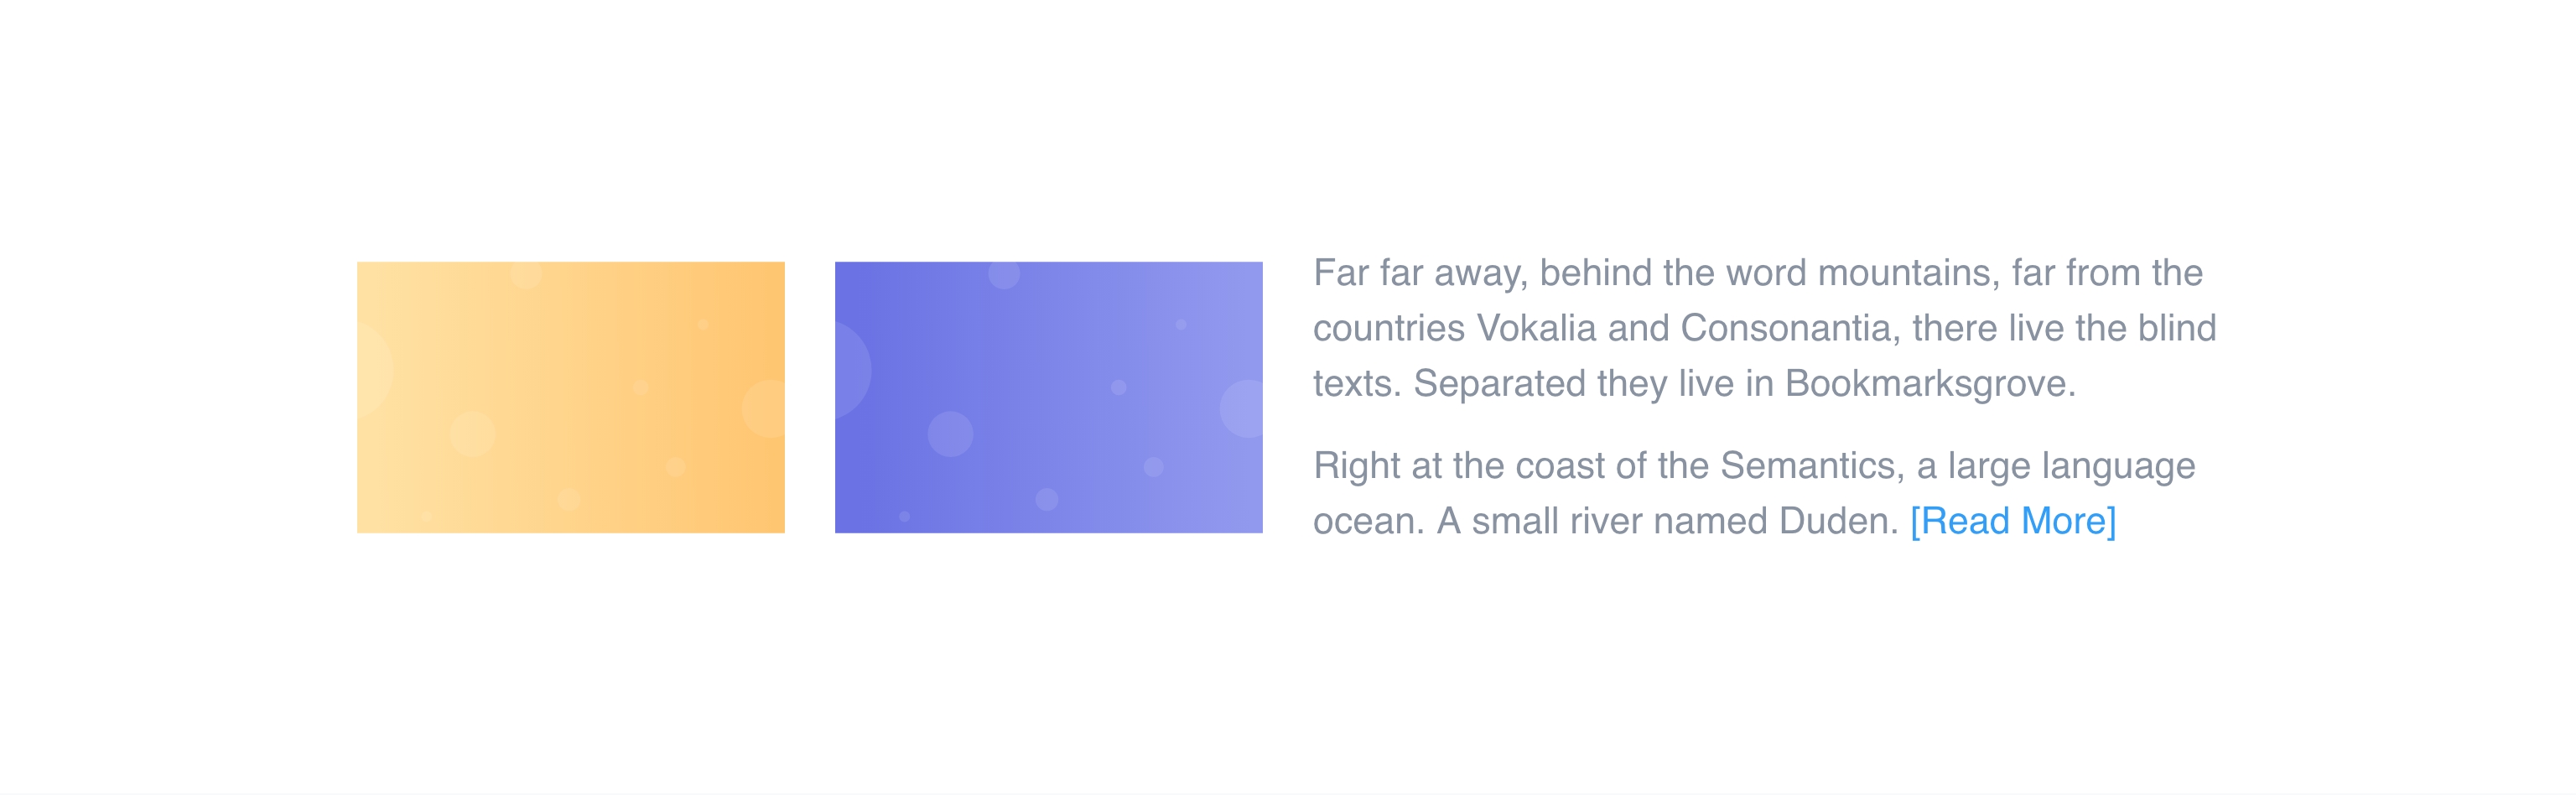 Far far away, behind the word mountains, far from the
countries Vokalia and Consonantia, there live the blind
texts. Separated they live in Bookmarksgrove.
Right at the coast of the Semantics, a large language
ocean. A small river named Duden. [Read More]